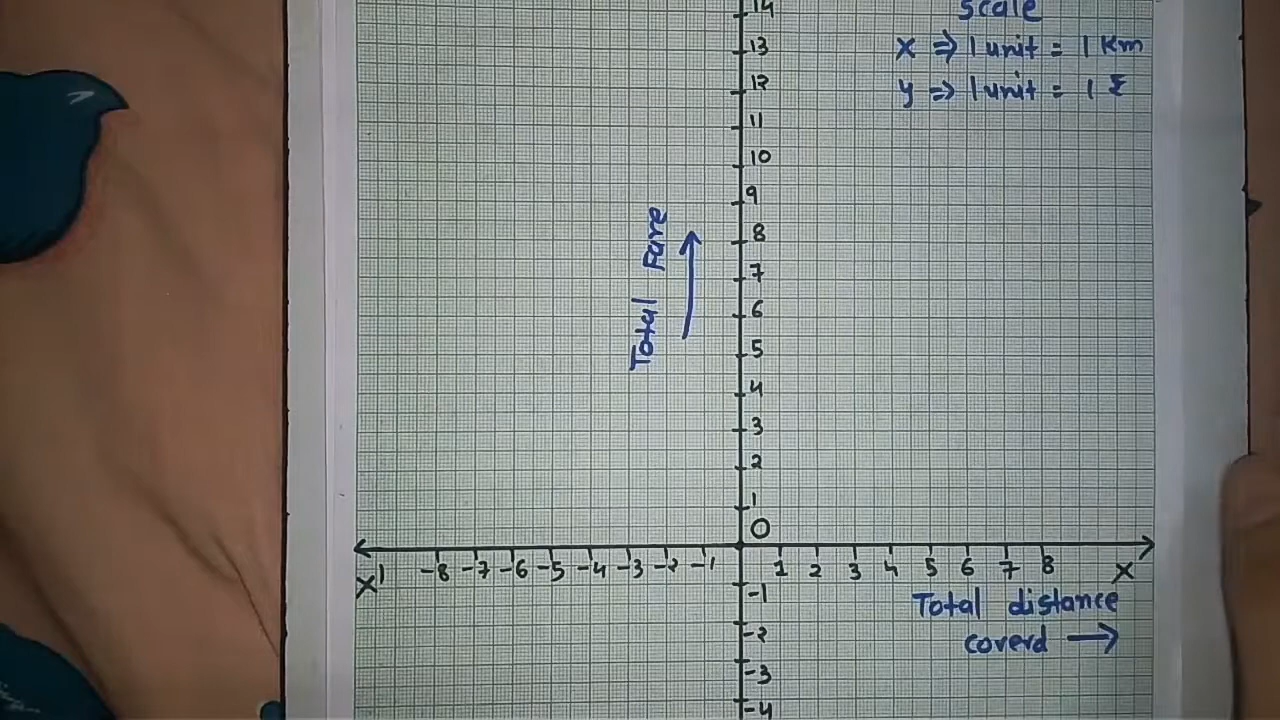 14
Scale
13
x ⇒ 1 unit = 1 Km
12
y ⇒ 1 unit = 1 ₹
11
10
9
8
7
6
5
4
3
2
1
0
Total Fare
x' -8 -7 -6 -5 -4 -3 -2 -1 1 2 3 4 5 6 7 8 x
-1
Total distance
coverd →
-2
-3
-4